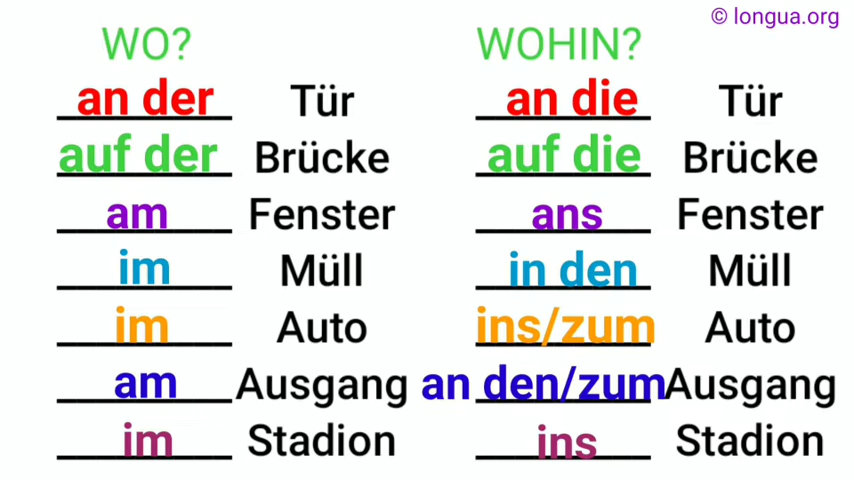 © longua.org
WO? WOHIN?
an der Tür an die Tür
auf der Brücke auf die Brücke
am Fenster ans Fenster
im Müll in den Müll
im Auto ins/zum Auto
am Ausgang an den/zum Ausgang
im Stadion ins Stadion